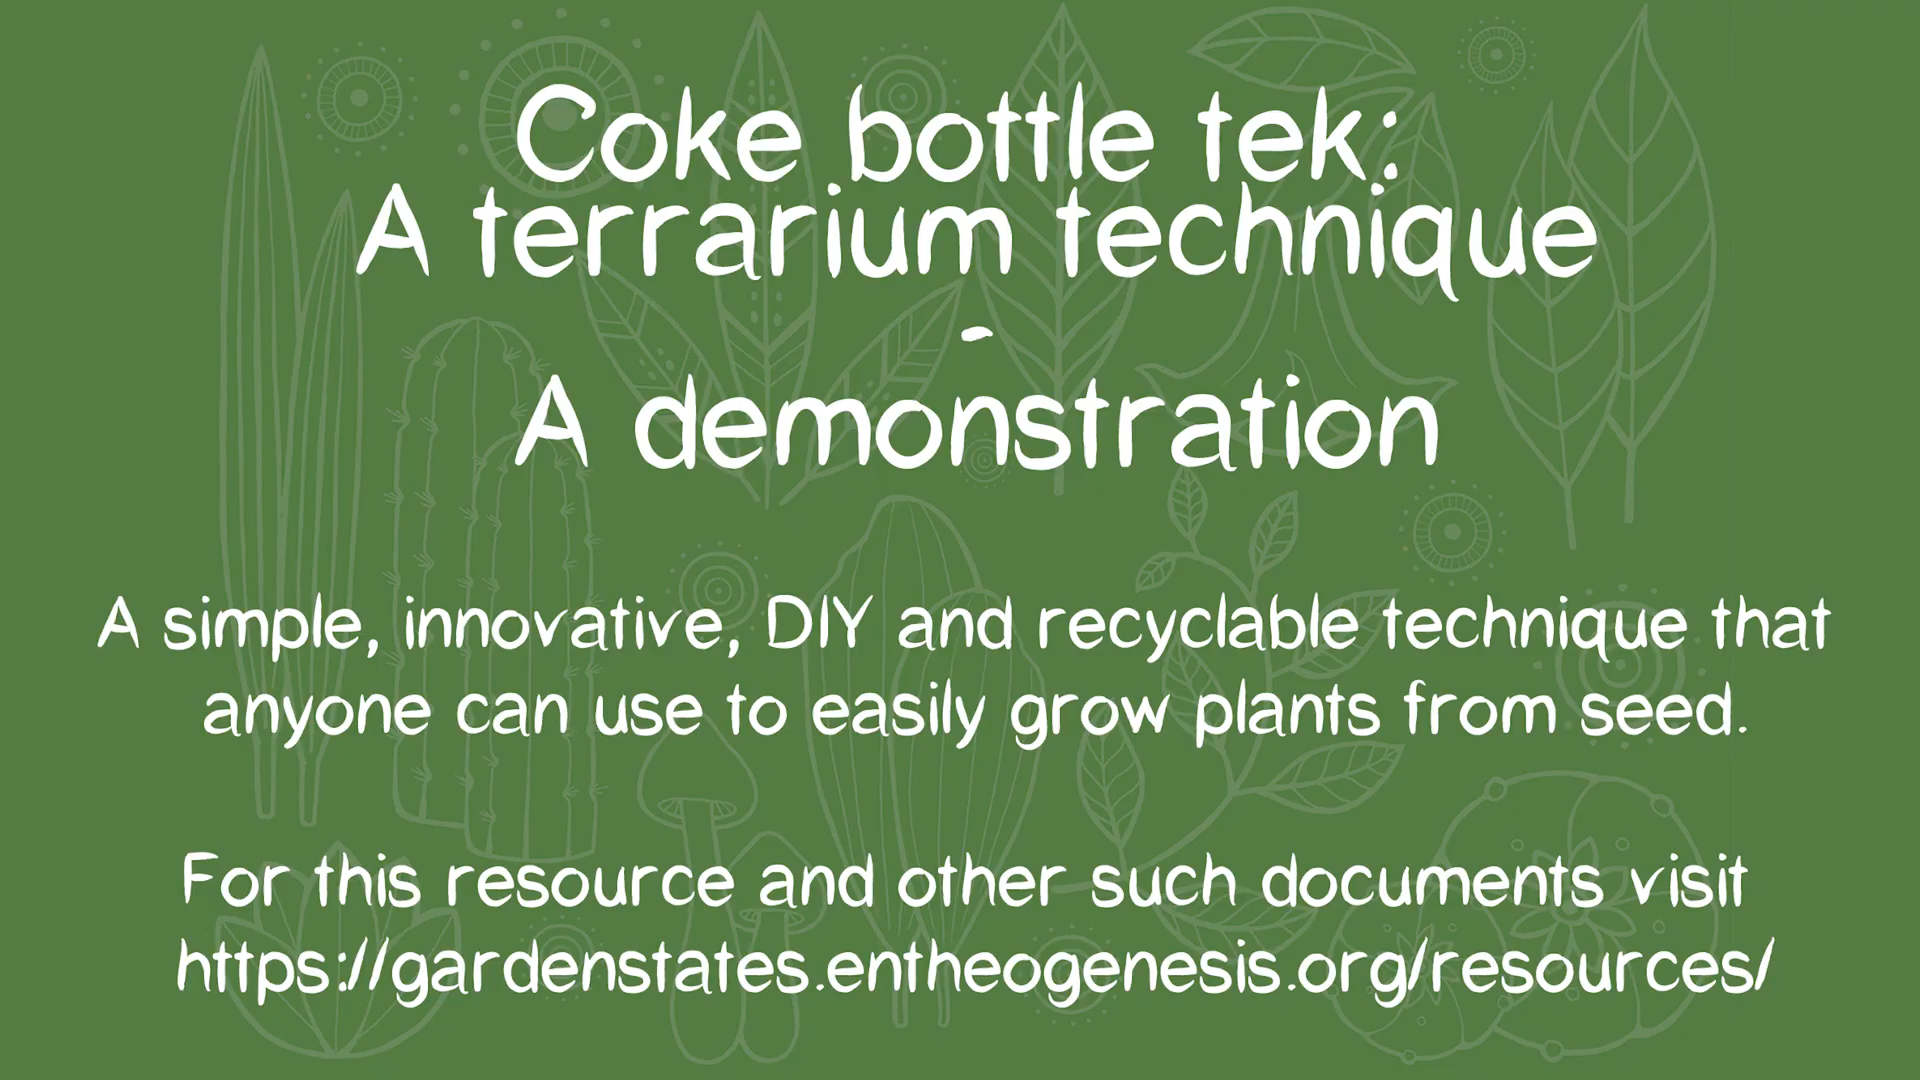 Coke bottle tek:
A terrarium technique
-
A demonstration
A simple, innovative, DIY and recyclable technique that
anyone can use to easily grow plants from seed.
For this resource and other such documents visit
https://gardenstates.entheogenesis.org/resources/